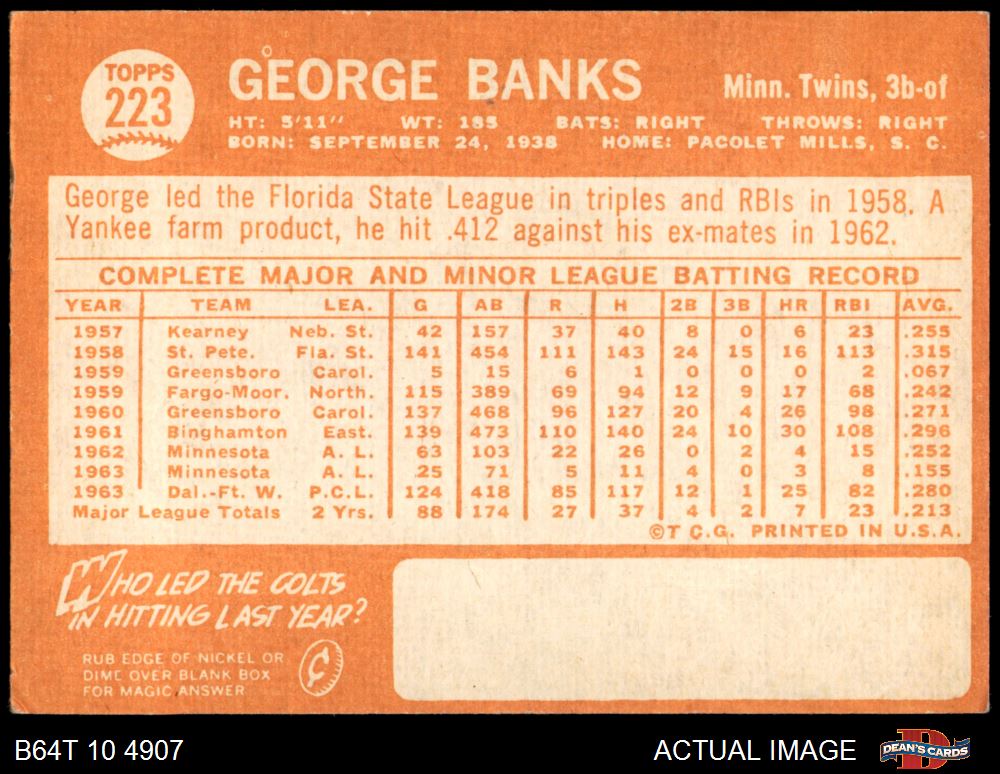 TOPPS
223
GEORGE BANKS
Minn. Twins, 3b-of
HT: 5'11" WT: 185 BATS: RIGHT THROWS: RIGHT
BORN: SEPTEMBER 24, 1938 HOME: PACOLET MILLS, S. C.
George led the Florida State League in triples and RBIs in 1958. A
Yankee farm product, he hit .412 against his ex-mates in 1962.
COMPLETE MAJOR AND MINOR LEAGUE BATTING RECORD
YEAR TEAM LEA. G AB R H 2B 3B HR RBI AVG.
1957 Kearney Neb. St. 42 157 37 40 8 0 6 23 .255
1958 St. Pete. Fla. St. 141 454 111 143 24 15 16 113 .315
1959 Greensboro Carol. 5 15 6 1 0 0 0 2 .067
1959 Fargo-Moor. North. 115 389 69 94 12 9 17 68 .242
1960 Greensboro Carol. 137 468 96 127 20 4 26 98 .271
1961 Binghamton East. 139 473 110 140 24 10 30 108 .296
1962 Minnesota A. L. 63 103 22 26 0 2 4 15 .252
1963 Minnesota A. L. 25 71 5 11 4 0 3 8 .155
1963 Dal.-Ft. W. P.C.L. 124 418 85 117 12 1 25 82 .280
Major League Totals 2 Yrs. 88 174 27 37 4 2 7 23 .213
©T.C.G. PRINTED IN U.S.A.
WHO LED THE COLTS
IN HITTING LAST YEAR?
RUB EDGE OF NICKEL OR
DIME OVER BLANK BOX
FOR MAGIC ANSWER
¢
B64T 10 4907
ACTUAL IMAGE
DEAN'S CARDS